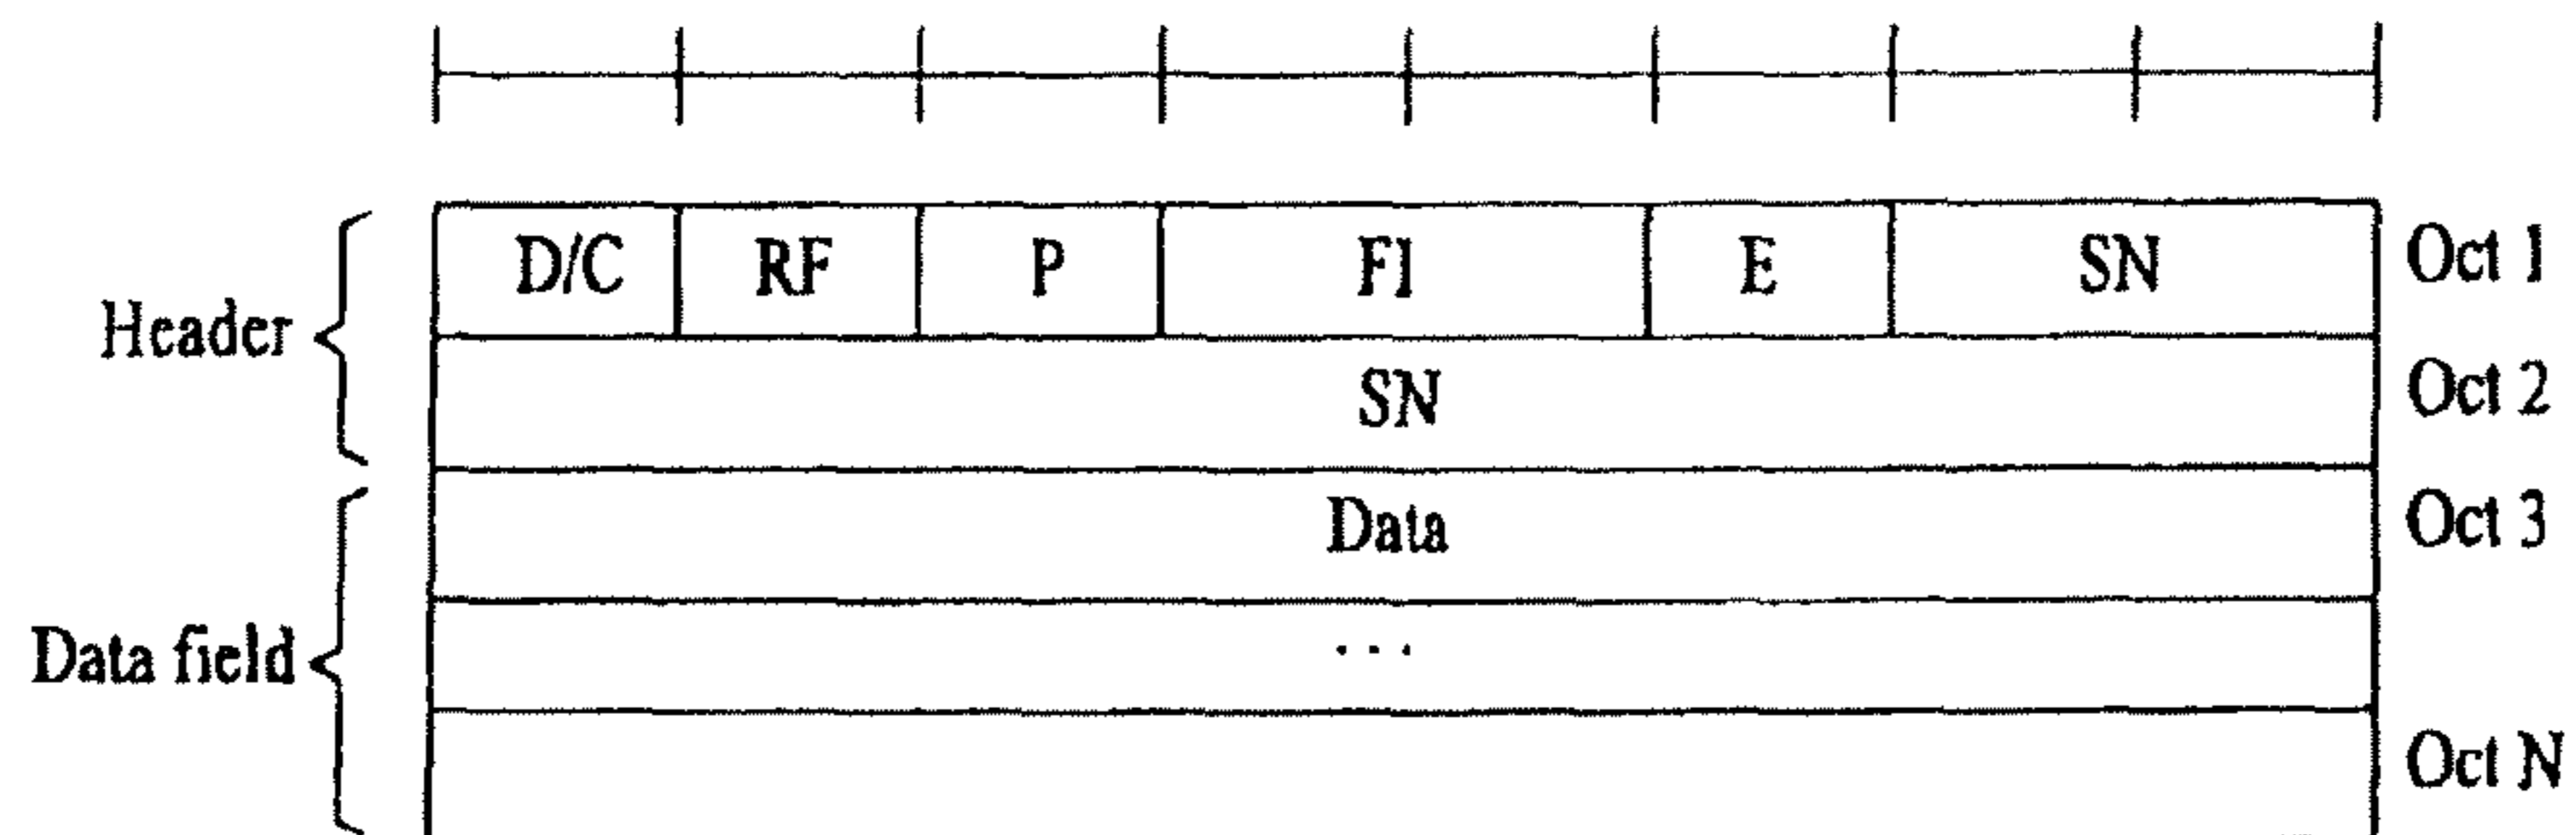 D/C RF P FI E SN Oct 1
Header
SN Oct 2
Data Oct 3
Data field
...
Oct N